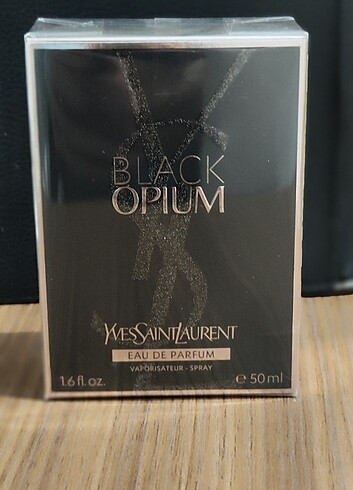 BLACK
OPIUM
YVESSAINTLAURENT
EAU DE PARFUM
VAPORISATEUR - SPRAY
1.6 fl. oz. ℮ 50 ml